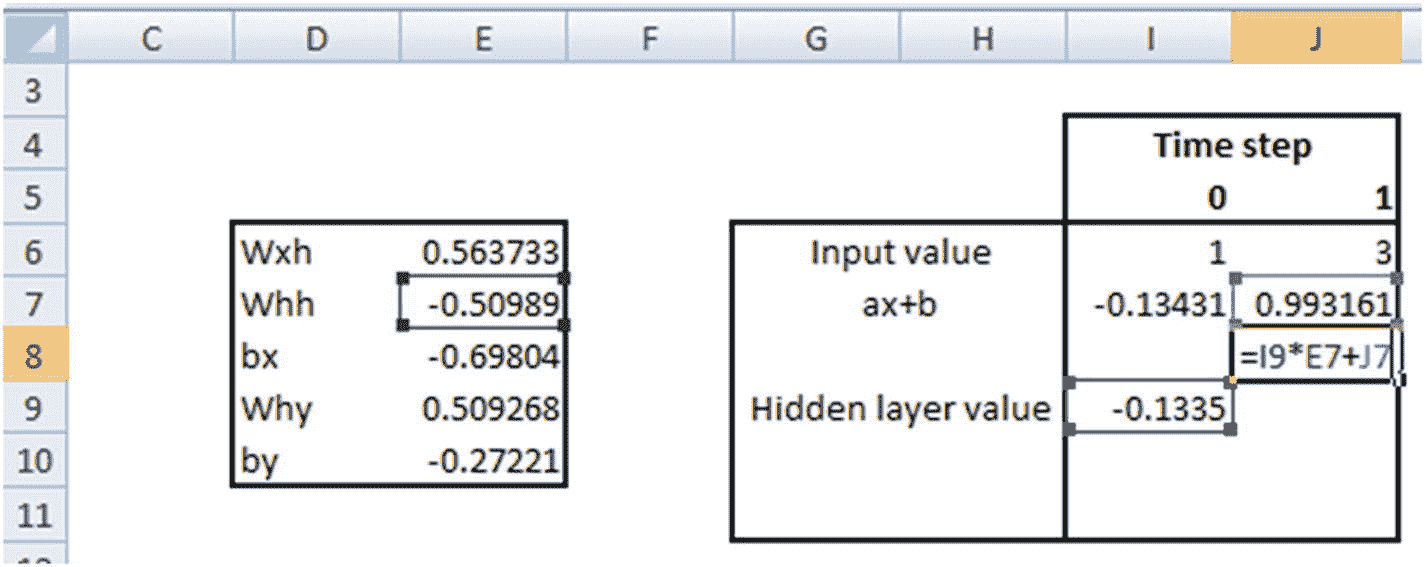 C D E F G H I J
3
4 Time step
5 0 1
6 Wxh 0.563733 Input value 1 3
7 Whh -0.50989 ax+b -0.13431 0.993161
8 bx -0.69804 =I9*E7+J7
9 Why 0.509268 Hidden layer value -0.1335
10 by -0.27221
11